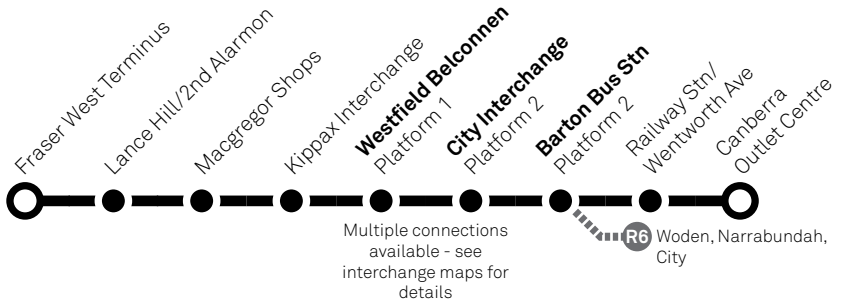 Fraser West Terminus
Lance Hill/2nd Alarmon
Macgregor Shops
Kippax Interchange
Westfield Belconnen
Platform 1
City Interchange
Platform 2
Barton Bus Stn
Platform 2
Railway Stn/
Wentworth Ave
Canberra
Outlet Centre
Multiple connections
available - see
interchange maps for
details
R6 Woden, Narrabundah,
City